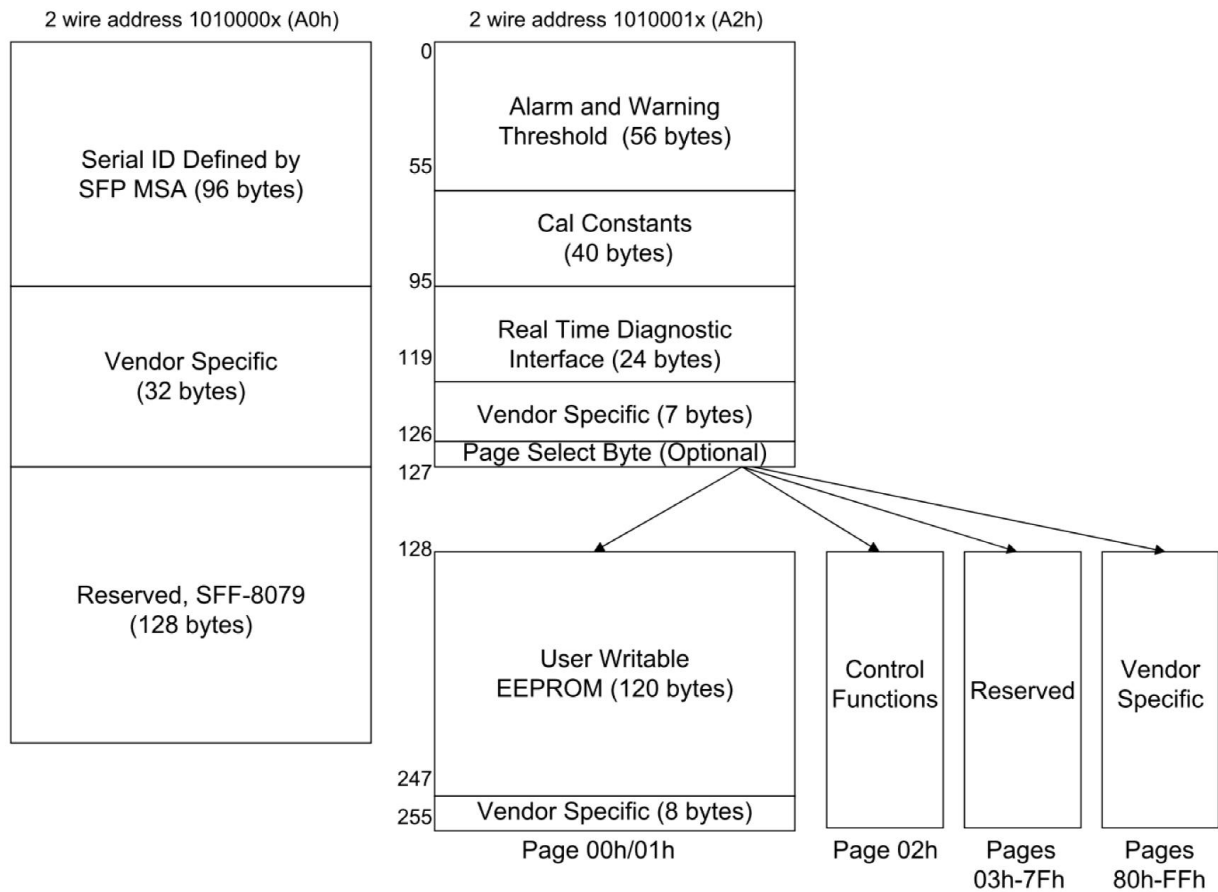 2 wire address 1010000x (A0h)
Serial ID Defined by
SFP MSA (96 bytes)
Vendor Specific
(32 bytes)
Reserved, SFF-8079
(128 bytes)
2 wire address 1010001x (A2h)
0
Alarm and Warning
Threshold (56 bytes)
55
Cal Constants
(40 bytes)
95
Real Time Diagnostic
Interface (24 bytes)
119
Vendor Specific (7 bytes)
126
Page Select Byte (Optional)
127
128
User Writable
EEPROM (120 bytes)
247
Vendor Specific (8 bytes)
255
Page 00h/01h
Control
Functions
Page 02h
Reserved
Pages
03h-7Fh
Vendor
Specific
Pages
80h-FFh